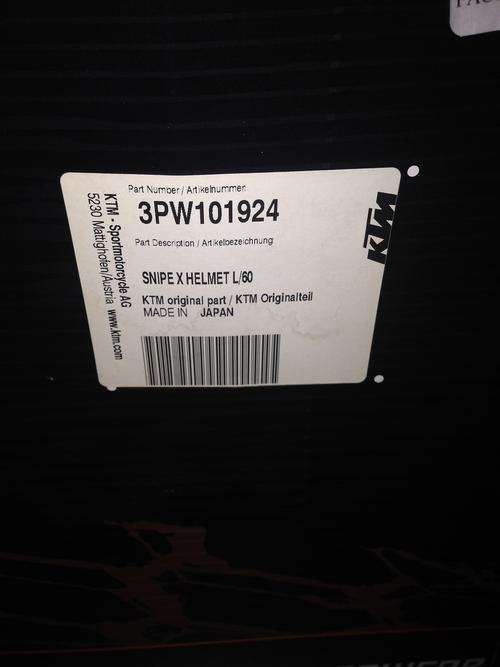 Part Number / Artikelnummer
3PW101924
Part Description / Artikelbezeichnung
SNIPE X HELMET L/60
KTM original part / KTM Originalteil
MADE IN JAPAN
KTM - Sportmotorcycle AG
5230 Mattighofen/Austria www.ktm.com
KTM